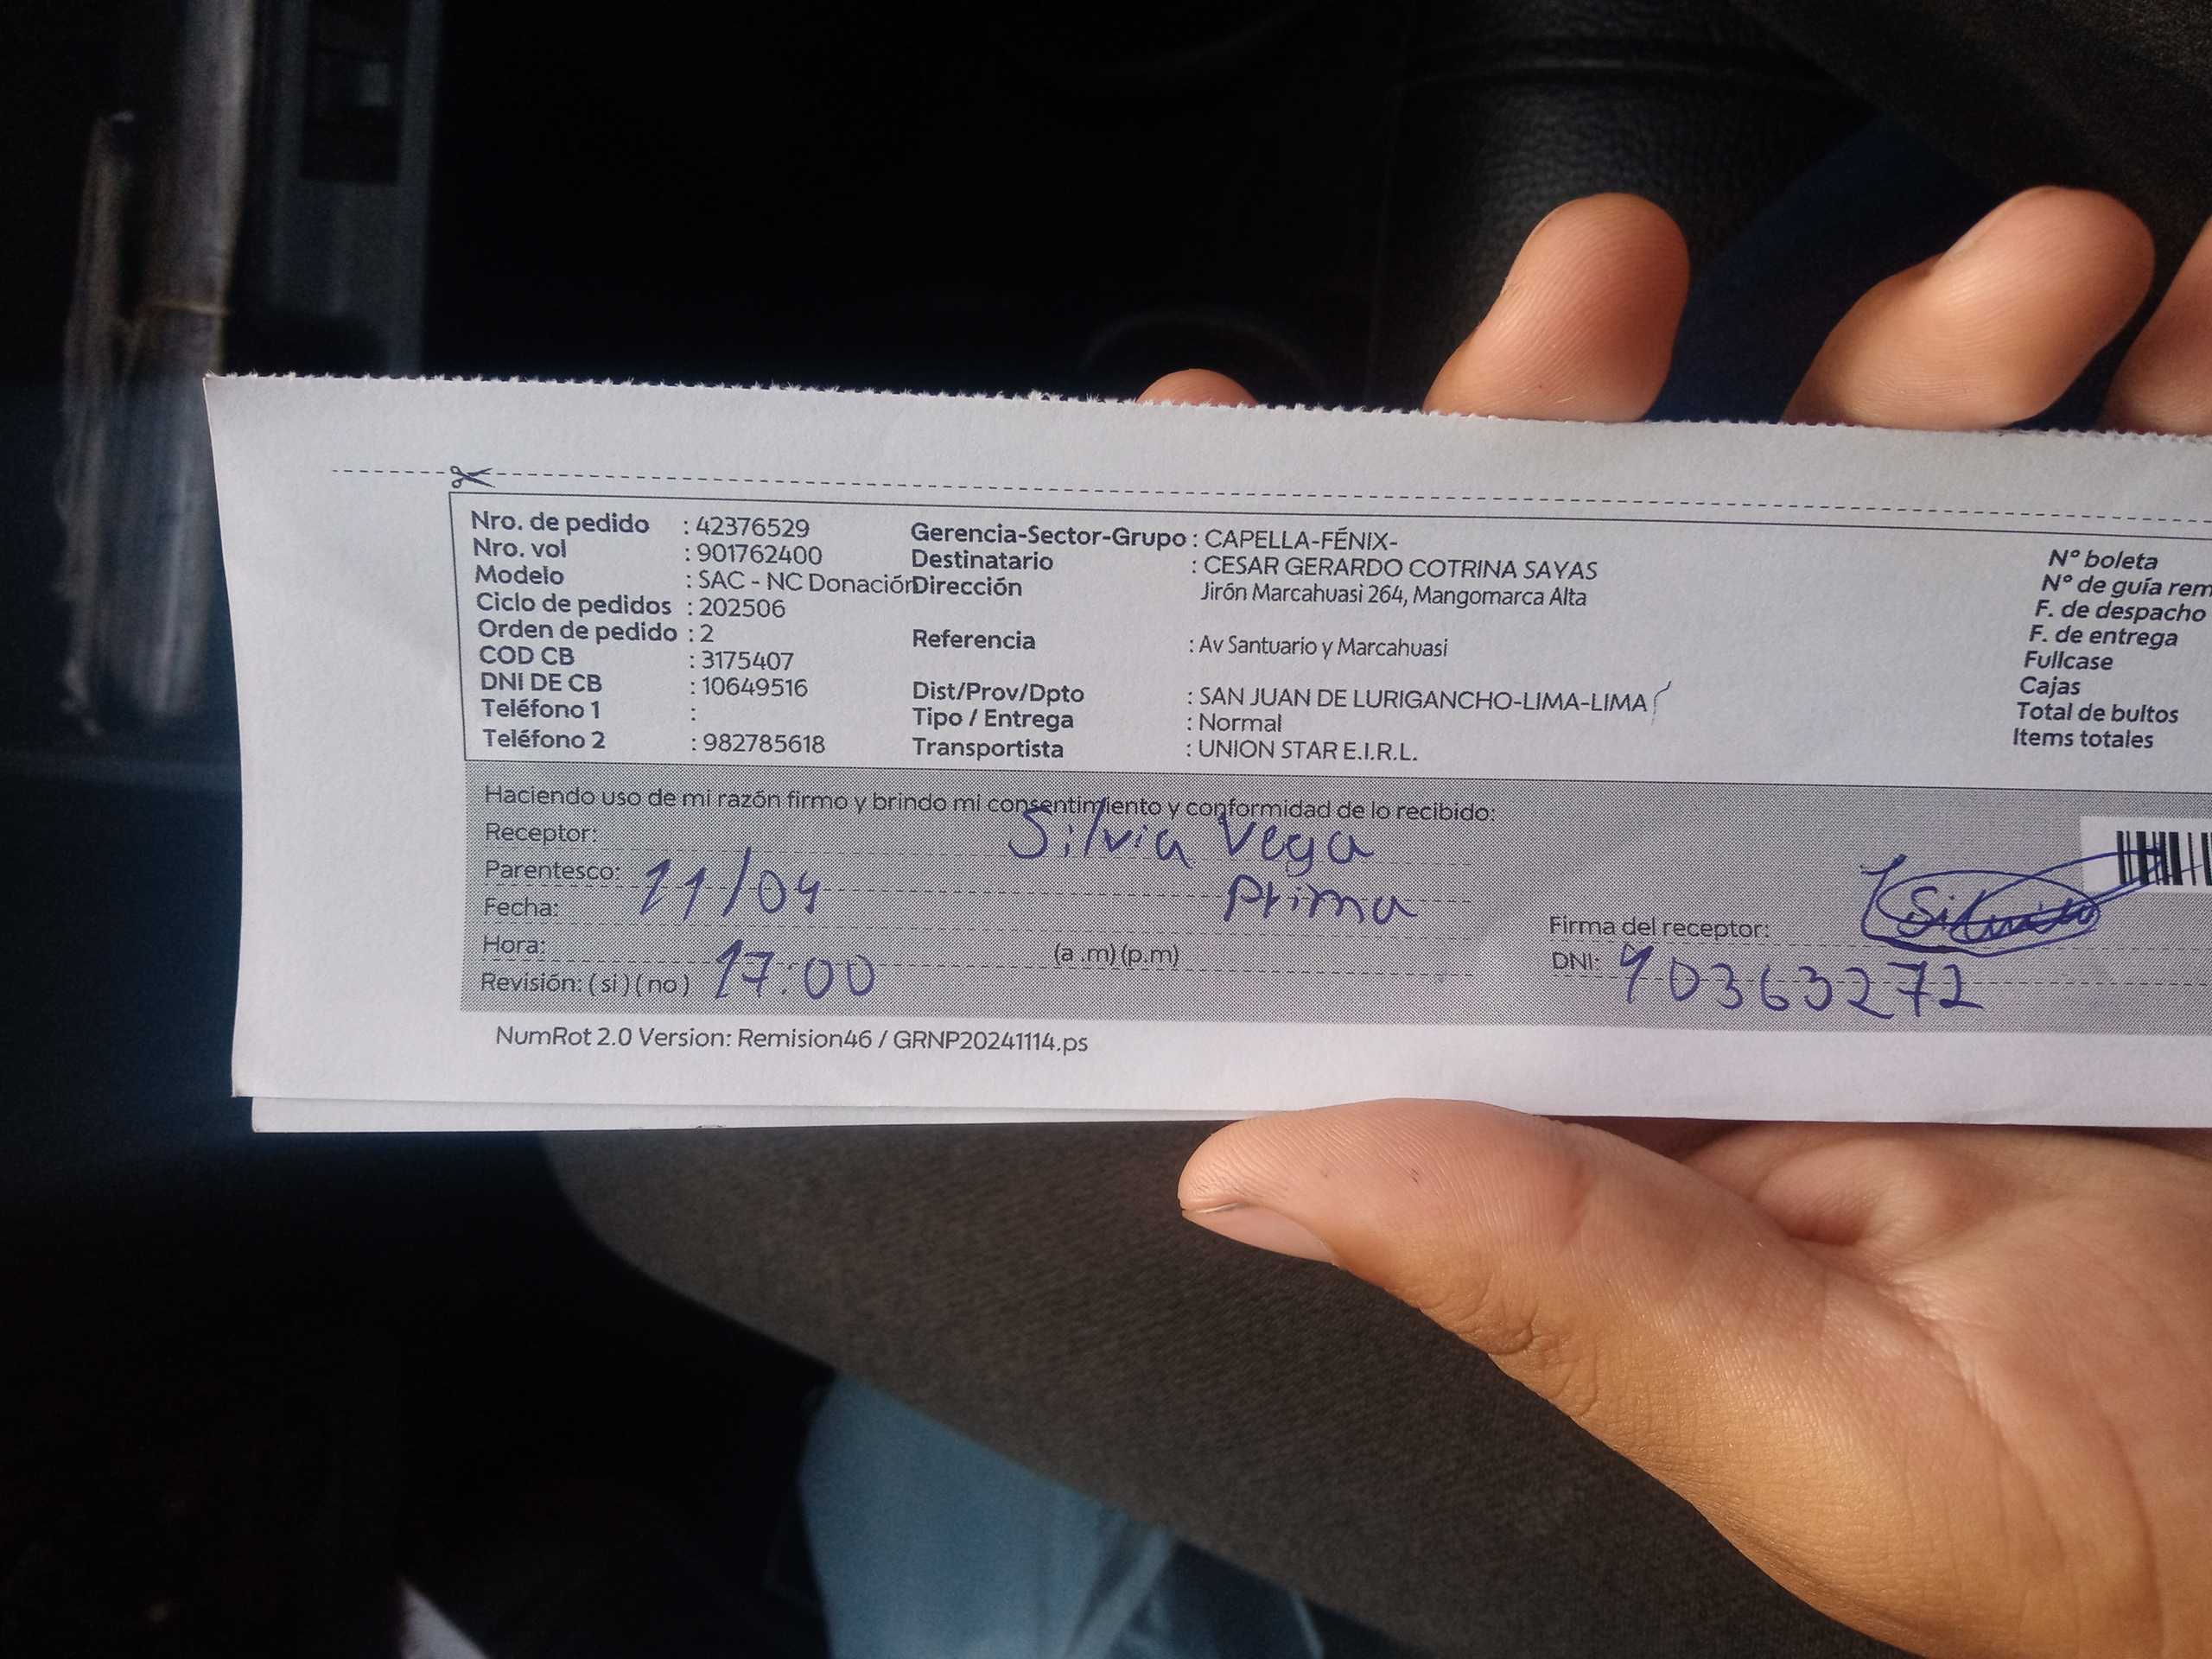 Nro. de pedido : 42376529
Nro. vol : 901762400
Modelo : SAC - NC Donación
Ciclo de pedidos : 202506
Orden de pedido : 2
COD CB : 3175407
DNI DE CB : 10649516
Teléfono 1 :
Teléfono 2 : 982785618
Gerencia-Sector-Grupo : CAPELLA-FÉNIX-
Destinatario : CESAR GERARDO COTRINA SAYAS
Dirección Jirón Marcahuasi 264, Mangomarca Alta
Referencia : Av Santuario y Marcahuasi
Dist/Prov/Dpto : SAN JUAN DE LURIGANCHO-LIMA-LIMA
Tipo / Entrega : Normal
Transportista : UNION STAR E.I.R.L.
N° boleta
N° de guía rem
F. de despacho
F. de entrega
Fullcase
Cajas
Total de bultos
Items totales
Haciendo uso de mi razón firmo y brindo mi consentimiento y conformidad de lo recibido:
Receptor: Silvia Vega
Parentesco: Prima
Fecha: 11/04
Hora: 17:00 (a .m) (p.m)
Revisión: (si) (no)
Firma del receptor:
DNI: 90363272
NumRot 2.0 Version: Remision46 / GRNP20241114.ps